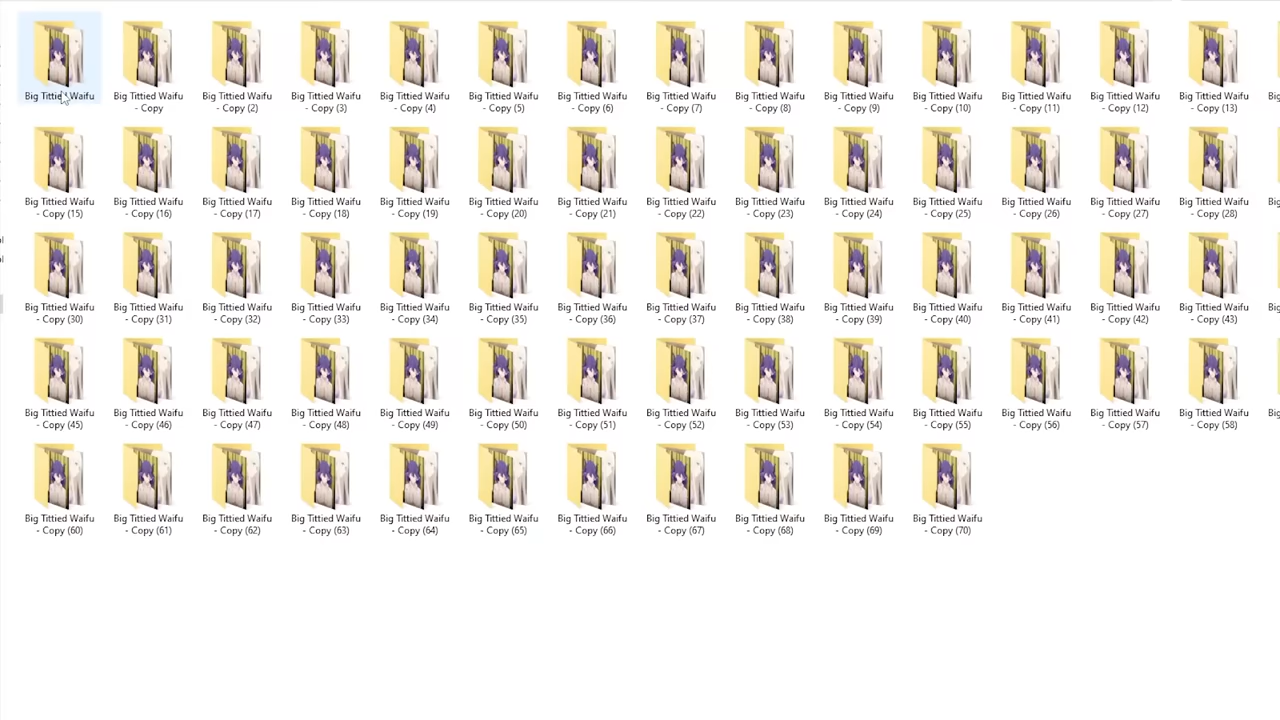 Big Tittied Waifu
Big Tittied Waifu - Copy
Big Tittied Waifu - Copy (2)
Big Tittied Waifu - Copy (3)
Big Tittied Waifu - Copy (4)
Big Tittied Waifu - Copy (5)
Big Tittied Waifu - Copy (6)
Big Tittied Waifu - Copy (7)
Big Tittied Waifu - Copy (8)
Big Tittied Waifu - Copy (9)
Big Tittied Waifu - Copy (10)
Big Tittied Waifu - Copy (11)
Big Tittied Waifu - Copy (12)
Big Tittied Waifu - Copy (13)
Big Tittied Waifu - Copy (15)
Big Tittied Waifu - Copy (16)
Big Tittied Waifu - Copy (17)
Big Tittied Waifu - Copy (18)
Big Tittied Waifu - Copy (19)
Big Tittied Waifu - Copy (20)
Big Tittied Waifu - Copy (21)
Big Tittied Waifu - Copy (22)
Big Tittied Waifu - Copy (23)
Big Tittied Waifu - Copy (24)
Big Tittied Waifu - Copy (25)
Big Tittied Waifu - Copy (26)
Big Tittied Waifu - Copy (27)
Big Tittied Waifu - Copy (28)
Big Tittied Waifu - Copy (30)
Big Tittied Waifu - Copy (31)
Big Tittied Waifu - Copy (32)
Big Tittied Waifu - Copy (33)
Big Tittied Waifu - Copy (34)
Big Tittied Waifu - Copy (35)
Big Tittied Waifu - Copy (36)
Big Tittied Waifu - Copy (37)
Big Tittied Waifu - Copy (38)
Big Tittied Waifu - Copy (39)
Big Tittied Waifu - Copy (40)
Big Tittied Waifu - Copy (41)
Big Tittied Waifu - Copy (42)
Big Tittied Waifu - Copy (43)
Big Tittied Waifu - Copy (45)
Big Tittied Waifu - Copy (46)
Big Tittied Waifu - Copy (47)
Big Tittied Waifu - Copy (48)
Big Tittied Waifu - Copy (49)
Big Tittied Waifu - Copy (50)
Big Tittied Waifu - Copy (51)
Big Tittied Waifu - Copy (52)
Big Tittied Waifu - Copy (53)
Big Tittied Waifu - Copy (54)
Big Tittied Waifu - Copy (55)
Big Tittied Waifu - Copy (56)
Big Tittied Waifu - Copy (57)
Big Tittied Waifu - Copy (58)
Big Tittied Waifu - Copy (60)
Big Tittied Waifu - Copy (61)
Big Tittied Waifu - Copy (62)
Big Tittied Waifu - Copy (63)
Big Tittied Waifu - Copy (64)
Big Tittied Waifu - Copy (65)
Big Tittied Waifu - Copy (66)
Big Tittied Waifu - Copy (67)
Big Tittied Waifu - Copy (68)
Big Tittied Waifu - Copy (69)
Big Tittied Waifu - Copy (70)